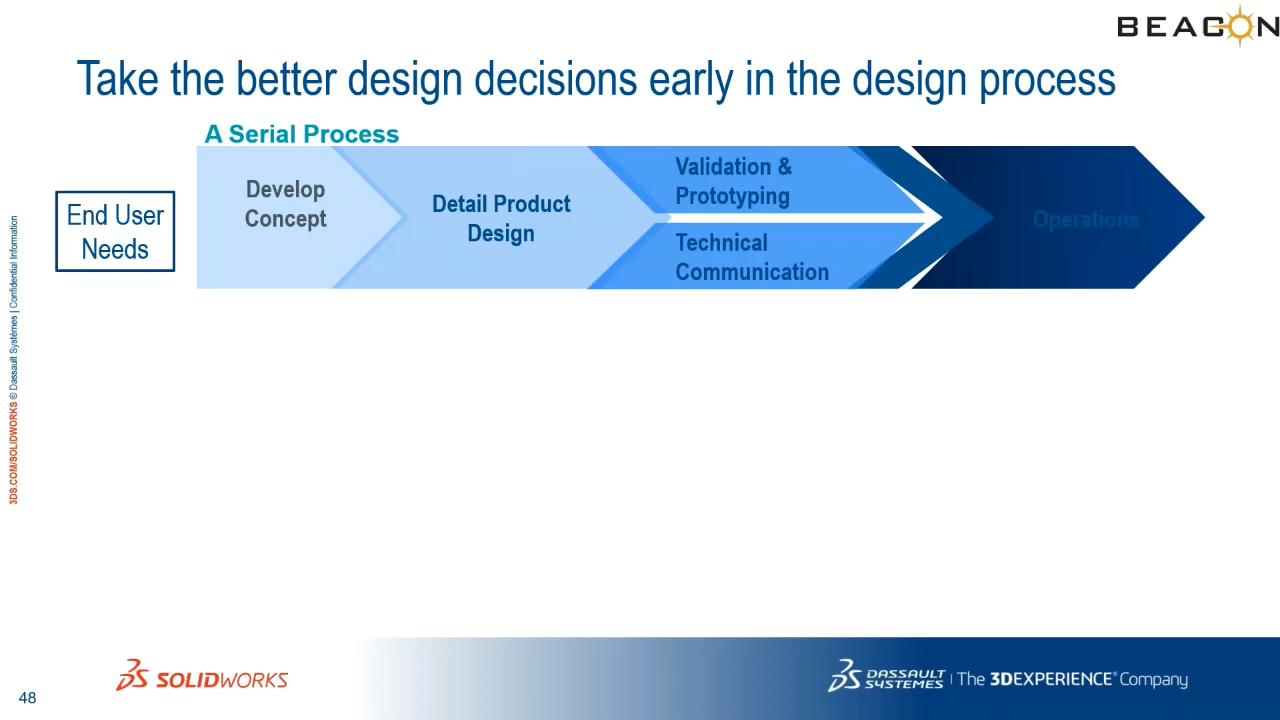 BEACON
Take the better design decisions early in the design process
A Serial Process
End User
Needs
Develop
Concept
Detail Product
Design
Validation &
Prototyping
Technical
Communication
Operations
3DS.COM/SOLIDWORKS © Dassault Systèmes | Confidential Information
48
3S SOLIDWORKS
3S DASSAULT SYSTEMES | The 3DEXPERIENCE® Company